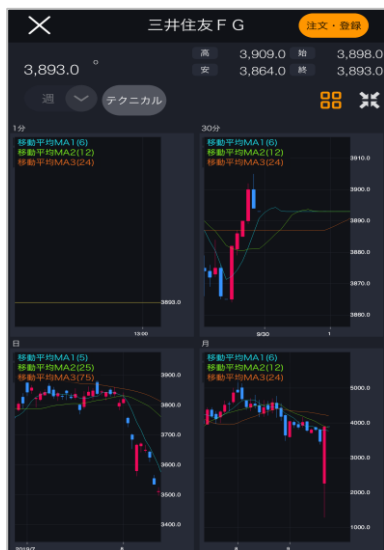 三井住友ＦＧ
注文・登録
高 3,909.0 始 3,898.0
3,893.0
安 3,864.0 終 3,893.0
週
テクニカル
1分
移動平均MA1(6)
移動平均MA2(12)
移動平均MA3(24)
3893.0
13:00
30分
移動平均MA1(6)
移動平均MA2(12)
移動平均MA3(24)
3910.0
3900.0
3890.0
3880.0
3870.0
3860.0
9/30
1
日
移動平均MA1(5)
移動平均MA2(25)
移動平均MA3(75)
3900.0
3800.0
3700.0
3600.0
3500.0
3400.0
2019/7
月
移動平均MA1(6)
移動平均MA2(12)
移動平均MA3(24)
5000.0
4000.0
3000.0
2000.0
1000.0